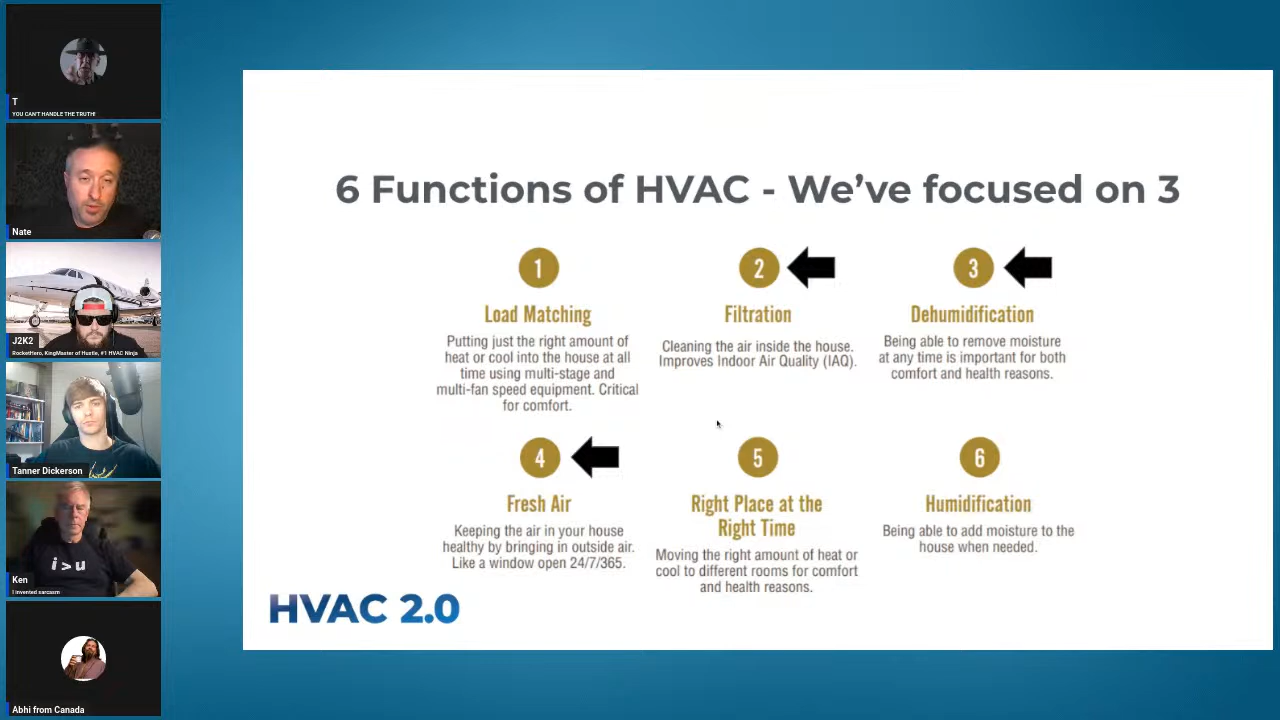 T
YOU CAN'T HANDLE THE TRUTH!
Nate
J2K2
RocketHero, KingMaster of Hustle, #1 HVAC Ninja
Tanner Dickerson
i>u
Ken
I invented sarcasm
Abhi from Canada
6 Functions of HVAC - We've focused on 3
1
Load Matching
Putting just the right amount of
heat or cool into the house at all
time using multi-stage and
multi-fan speed equipment. Critical
for comfort.
2
Filtration
Cleaning the air inside the house.
Improves Indoor Air Quality (IAQ).
3
Dehumidification
Being able to remove moisture
at any time is important for both
comfort and health reasons.
4
Fresh Air
Keeping the air in your house
healthy by bringing in outside air.
Like a window open 24/7/365.
5
Right Place at the
Right Time
Moving the right amount of heat or
cool to different rooms for comfort
and health reasons.
6
Humidification
Being able to add moisture to the
house when needed.
HVAC 2.0